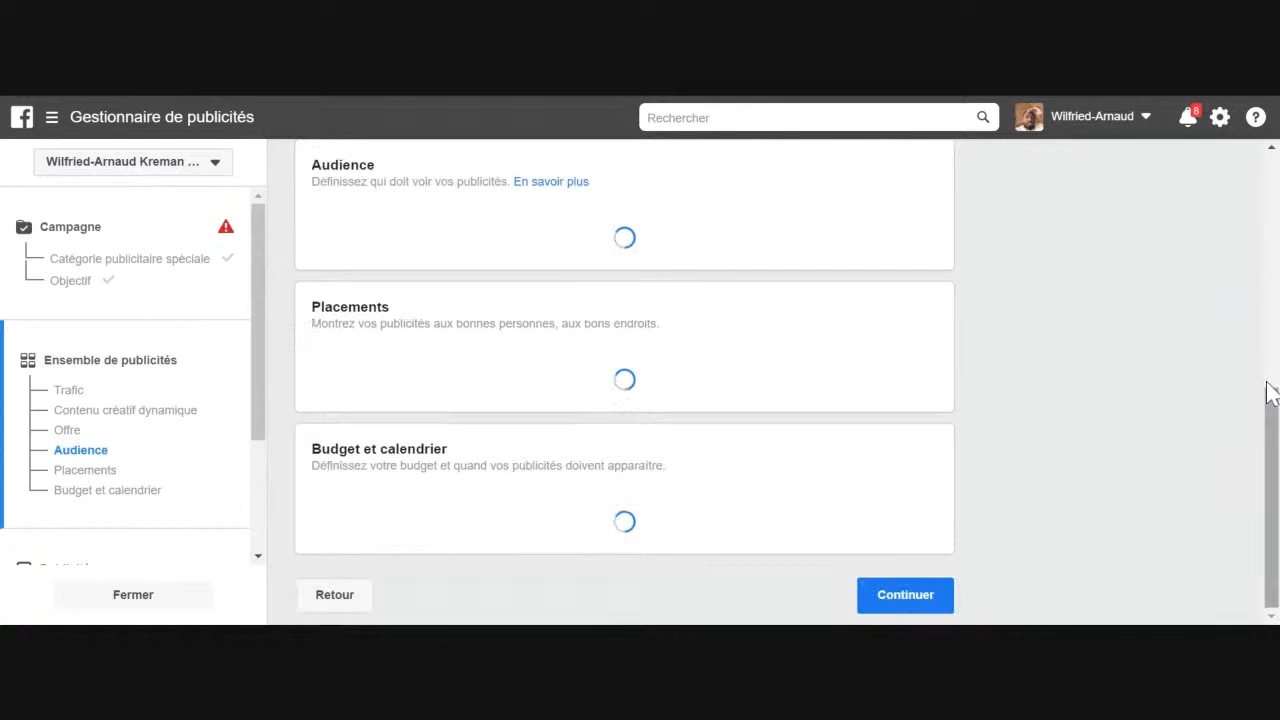 Gestionnaire de publicités
Rechercher
Wilfried-Arnaud
8
Wilfried-Arnaud Kreman ...
Campagne
Catégorie publicitaire spéciale
Objectif
Ensemble de publicités
Trafic
Contenu créatif dynamique
Offre
Audience
Placements
Budget et calendrier
Fermer
Audience
Définissez qui doit voir vos publicités. En savoir plus
Placements
Montrez vos publicités aux bonnes personnes, aux bons endroits.
Budget et calendrier
Définissez votre budget et quand vos publicités doivent apparaître.
Retour
Continuer